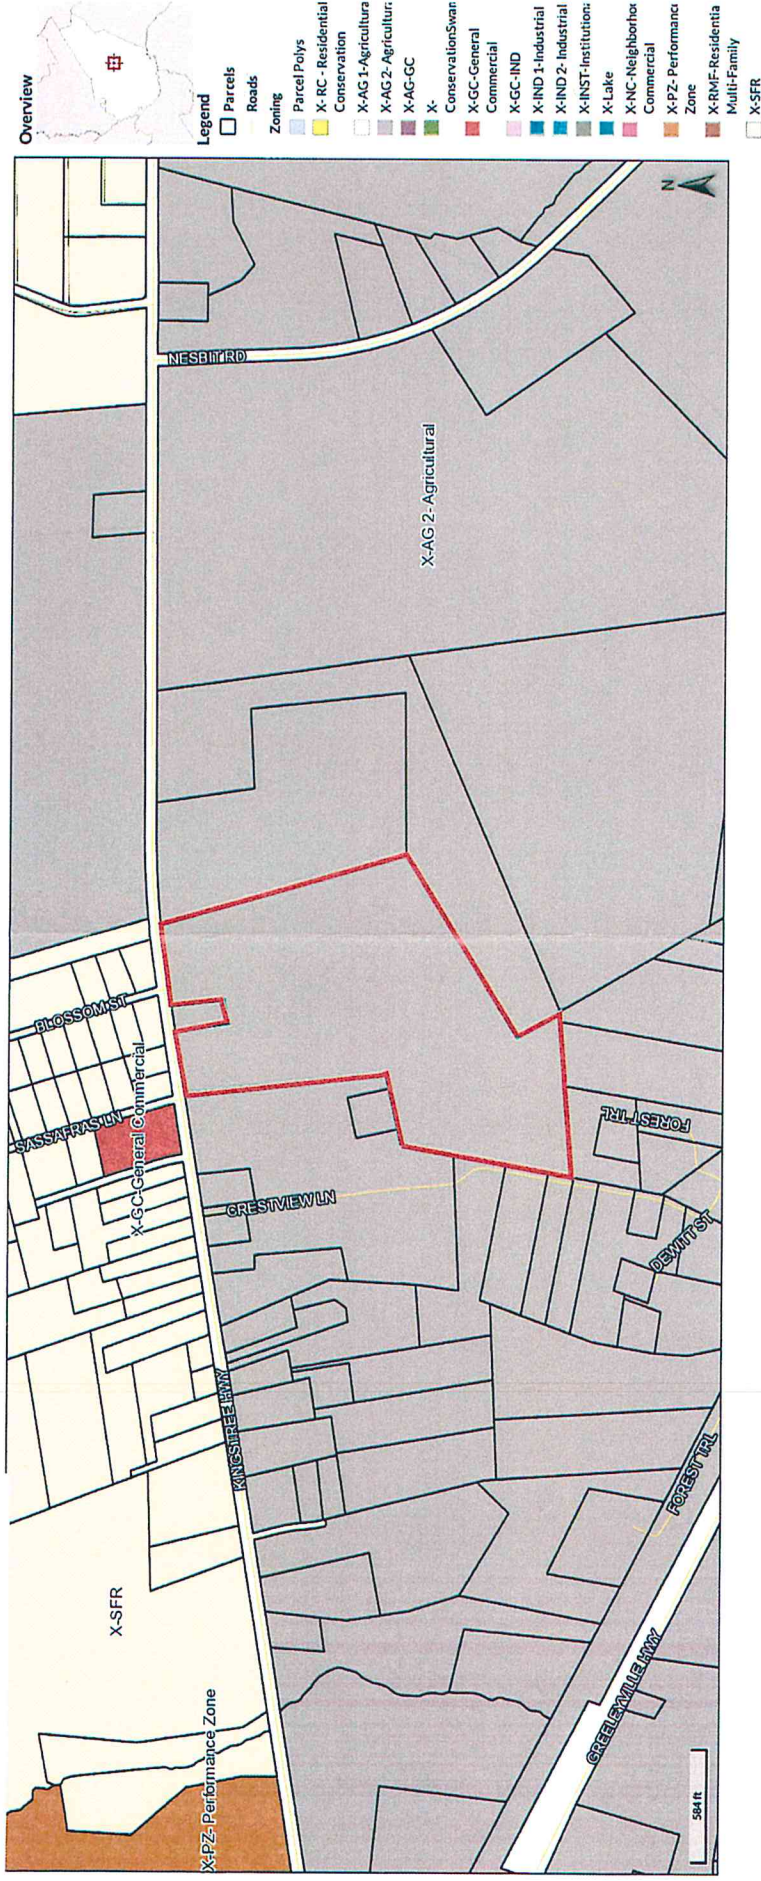 Overview
Legend
Parcels
Roads
Zoning
Parcel Polys
X- RC - Residential
Conservation
X-AG 1-Agricultura
X-AG 2- Agricultura
X-AG-GC
X-
ConservationSwam
X-GC-General
Commercial
X-GC-IND
X-IND 1-Industrial
X-IND 2- Industrial
X-INST-Institutiona
X-Lake
X-NC-Neighborhoo
Commercial
X-PZ- Performance
Zone
X-RMF-Residentia
Multi-Family
X-SFR
N
NESBIT RD
X-AG 2- Agricultural
BLOSSOM ST
SASSAFRAS LN
X-GC-General Commercial
CRESTVIEW LN
FOREST TRL
DEWITT ST
KINGSTREE HWY
X-SFR
FOREST TRL
GREELEYVILLE HWY
X-PZ- Performance Zone
584 ft